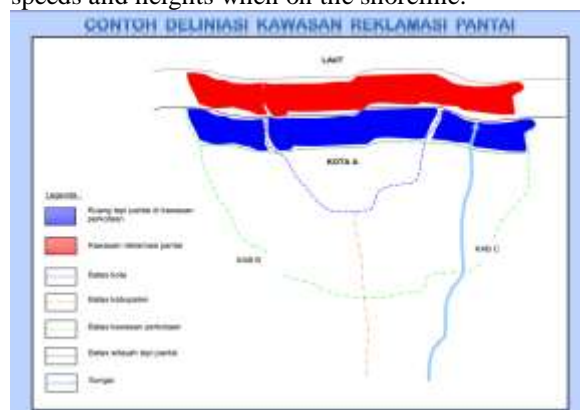 speeds and heights when on the shoreline.
CONTOH DELINIASI KAWASAN REKLAMASI PANTAI
LAUT
KOTA A
KAB B
KAB C
Legenda:
Ruang tepi pantai di kawasan
perkotaan
Kawasan reklamasi pantai
Batas kota
Batas kabupaten
Batas kawasan perkotaan
Batas wilayah tepi pantai
Sungai